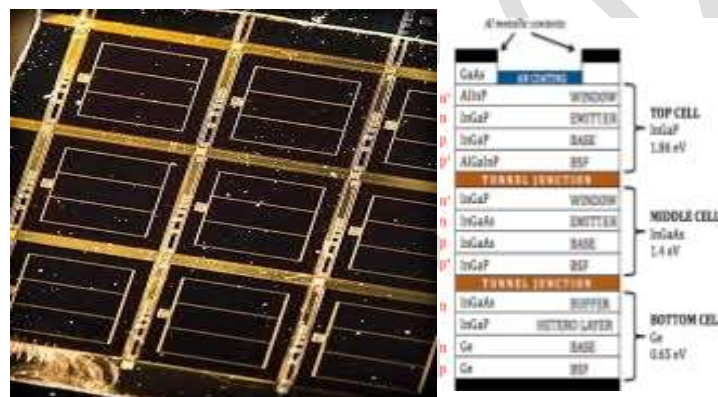 Al metallic contacts
GaAs
AR COATING
n⁺ AlInP WINDOW
n InGaP EMITTER
p InGaP BASE
p⁺ AlGaInP BSF
TOP CELL
InGaP
1.86 eV
TUNNEL JUNCTION
n⁺ InGaP WINDOW
n InGaAs EMITTER
p InGaAs BASE
p⁺ InGaP BSF
MIDDLE CELL
InGaAs
1.4 eV
TUNNEL JUNCTION
n InGaAs BUFFER
InGaP HETERO LAYER
n Ge BASE
p Ge BSF
BOTTOM CEL
Ge
0.65 eV